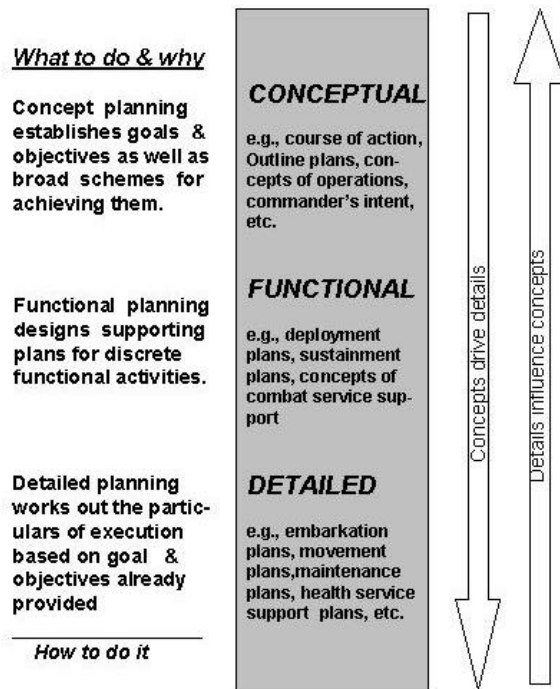 What to do & why
Concept planning
establishes goals &
objectives as well as
broad schemes for
achieving them.
CONCEPTUAL
e.g., course of action,
Outline plans, con-
cepts of operations,
commander's intent,
etc.
Functional planning
designs supporting
plans for discrete
functional activities.
FUNCTIONAL
e.g., deployment
plans, sustainment
plans, concepts of
combat service sup-
port
Detailed planning
works out the partic-
ulars of execution
based on goal &
objectives already
provided
How to do it
DETAILED
e.g., embarkation
plans, movement
plans,maintenance
plans, health service
support plans, etc.
Concepts drive details
Details influence concepts